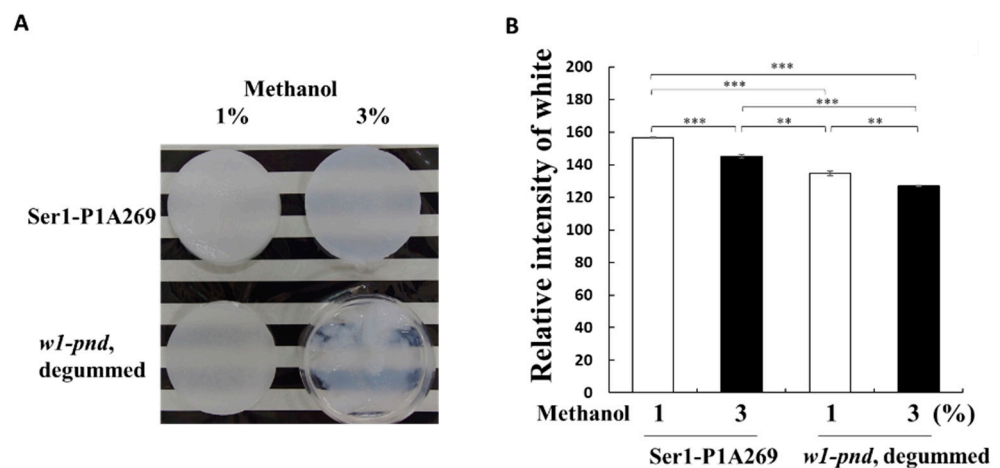 A
Methanol
1% 3%
Ser1-P1A269
w1-pnd,
degummed
B
Relative intensity of white
200
180
160
140
120
100
80
60
40
20
0
***
***
***
*** ** **
Methanol 1 3 1 3 (%)
Ser1-P1A269 w1-pnd, degummed